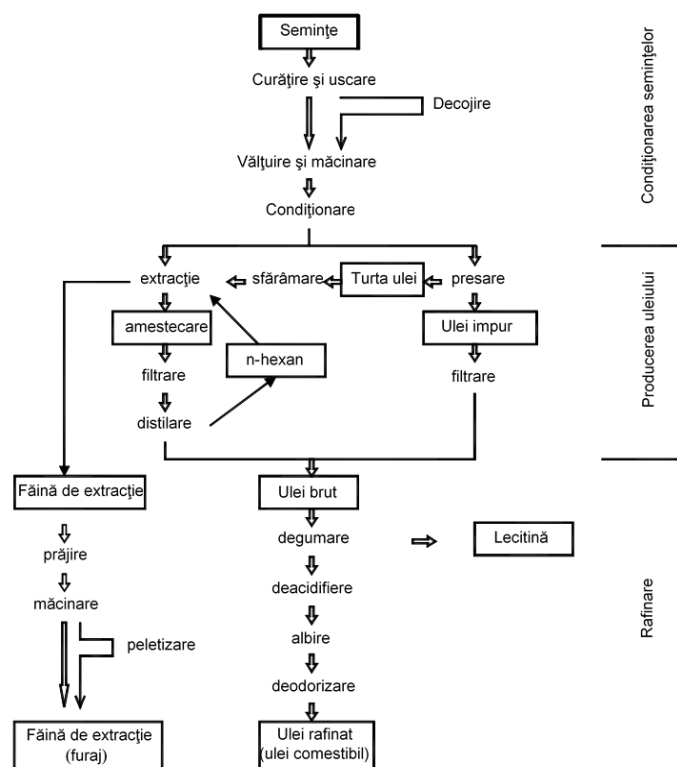 Seminţe
Curăţire şi uscare
Decojire
Vălţuire şi măcinare
Condiţionare
Condiţionarea seminţelor
extracţie
sfărâmare
Turta ulei
presare
amestecare
Ulei impur
n-hexan
filtrare
filtrare
distilare
Producerea uleiului
Făină de extracţie
Ulei brut
degumare
Lecitină
prăjire
deacidifiere
măcinare
albire
peletizare
deodorizare
Făină de extracţie
(furaj)
Ulei rafinat
(ulei comestibil)
Rafinare